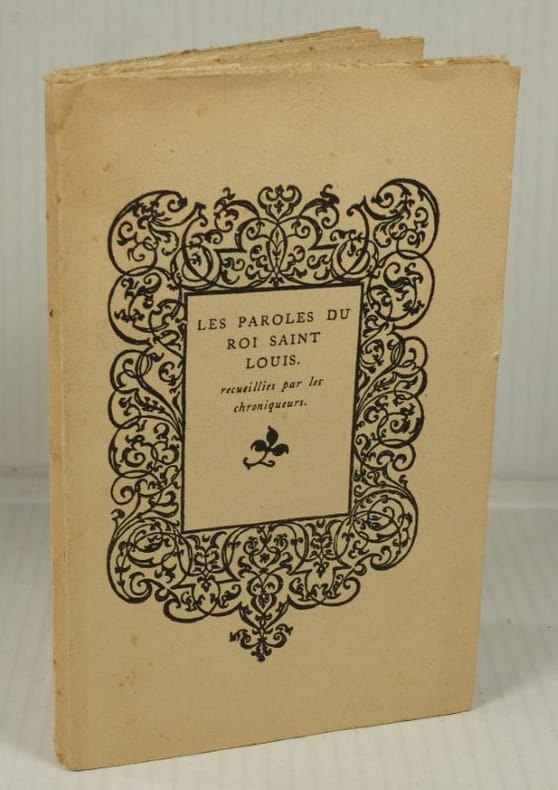 LES PAROLES DU
ROI SAINT
LOUIS.
recueillies par les
chroniqueurs.